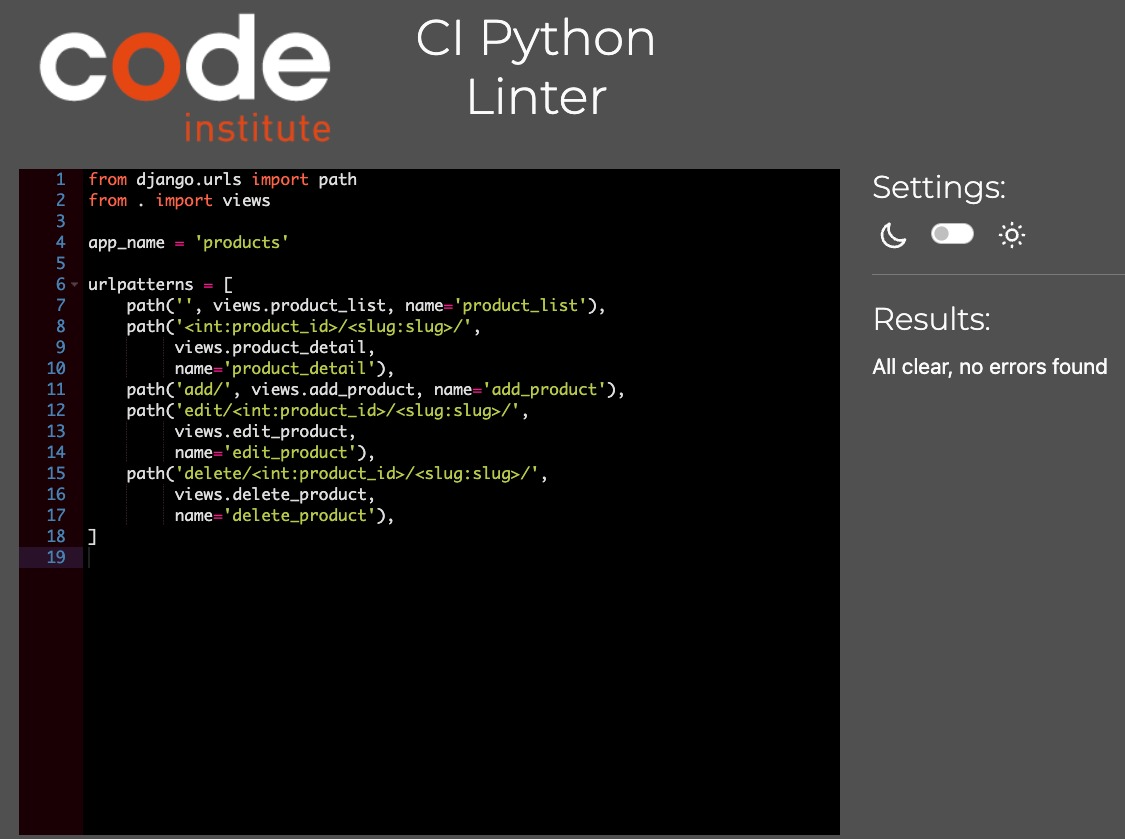 code
institute
CI Python
Linter
1 from django.urls import path
2 from . import views
3
4 app_name = 'products'
5
6 urlpatterns = [
7     path('', views.product_list, name='product_list'),
8     path('<int:product_id>/<slug:slug>/',
9          views.product_detail,
10          name='product_detail'),
11     path('add/', views.add_product, name='add_product'),
12     path('edit/<int:product_id>/<slug:slug>/',
13          views.edit_product,
14          name='edit_product'),
15     path('delete/<int:product_id>/<slug:slug>/',
16          views.delete_product,
17          name='delete_product'),
18 ]
19
Settings:
Results:
All clear, no errors found